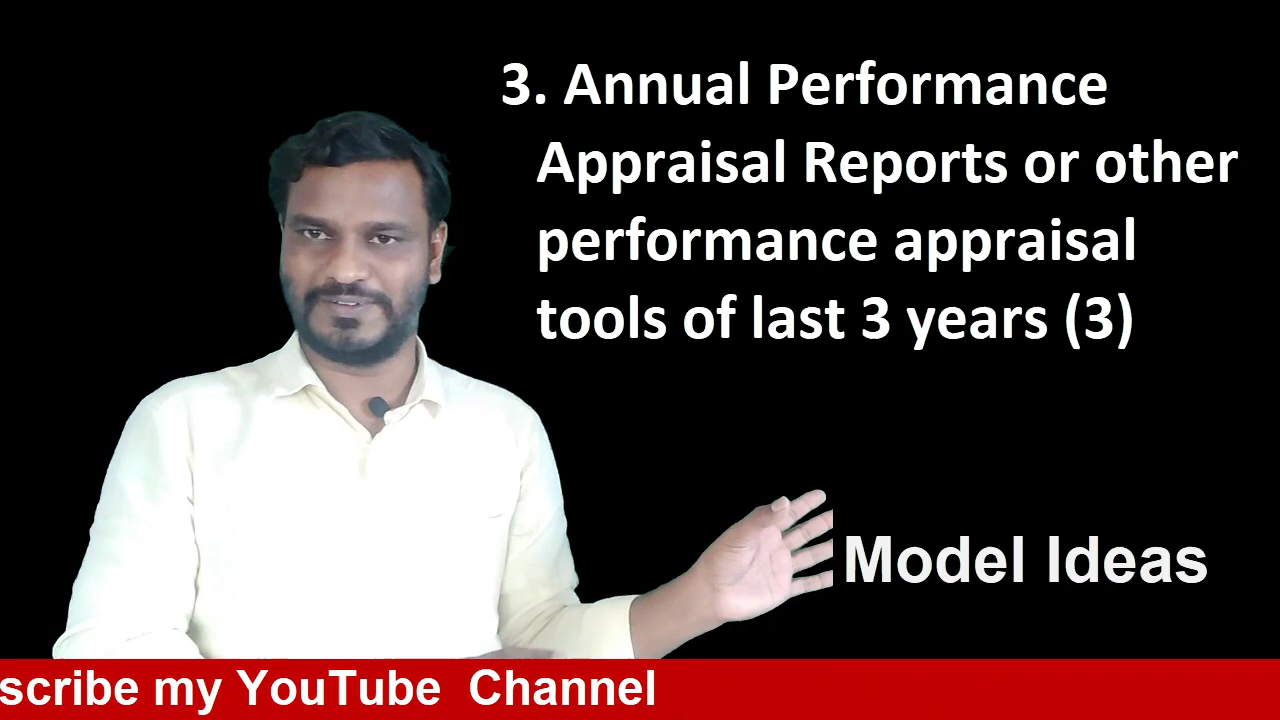 3. Annual Performance
Appraisal Reports or other
performance appraisal
tools of last 3 years (3)
Model Ideas
scribe my YouTube Channel